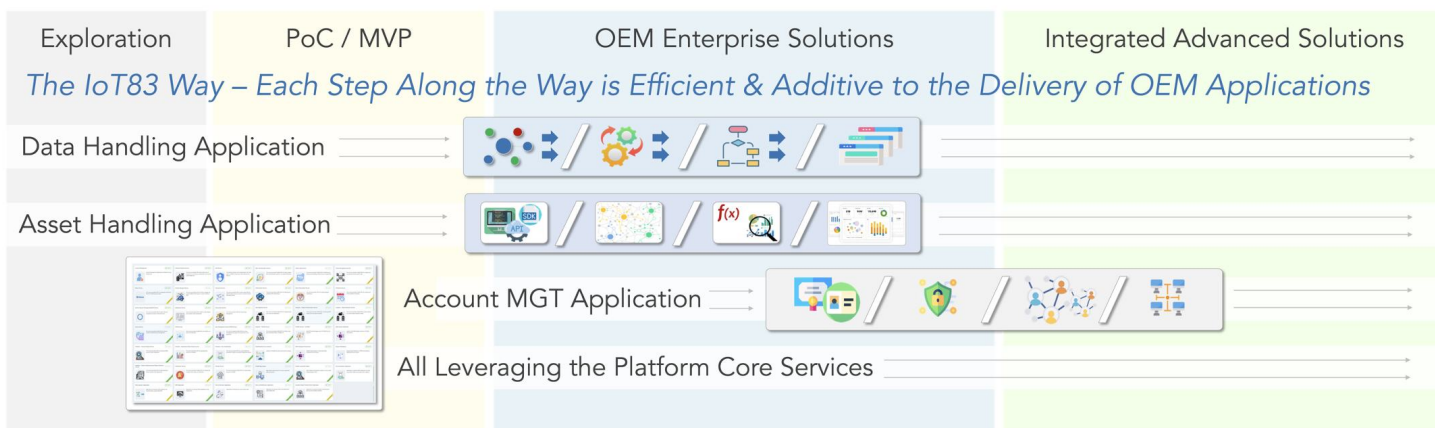 Exploration
PoC / MVP
OEM Enterprise Solutions
Integrated Advanced Solutions
The IoT83 Way – Each Step Along the Way is Efficient & Additive to the Delivery of OEM Applications
Data Handling Application
Asset Handling Application
SDK
API
f(x)
Account MGT Application
All Leveraging the Platform Core Services